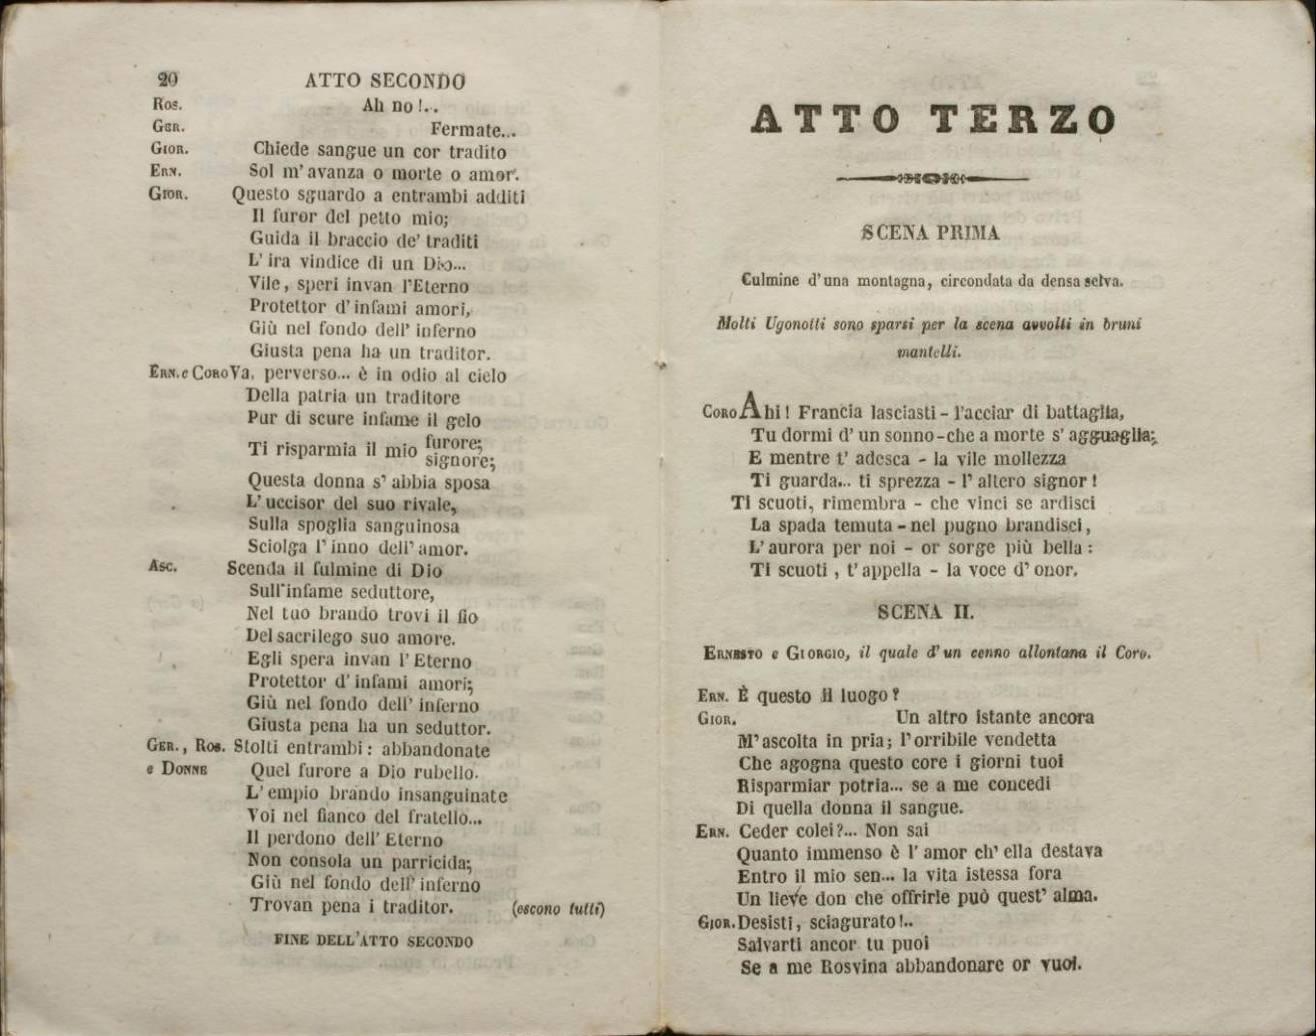 20 ATTO SECONDO
Ros. Ah no!...
Ger. Fermate...
Gior. Chiede sangue un cor tradito
Ern. Sol m' avanza o morte o amor.
Gior. Questo sguardo a entrambi additi
Il furor del petto mio;
Guida il braccio de' traditi
L' ira vindice di un Dio...
Vile, speri invan l'Eterno
Protettor d' infami amori,
Giù nel fondo dell' inferno
Giusta pena ha un traditor.
Ern. e Coro Va, perverso... è in odio al cielo
Della patria un traditore
Pur di scure infame il gelo
Ti risparmia il mio furore;
signore;
Questa donna s' abbia sposa
L' uccisor del suo rivale,
Sulla spoglia sanguinosa
Sciolga l' inno dell' amor.
Asc. Scenda il fulmine di Dio
Sull'infame seduttore,
Nel tuo brando trovi il fio
Del sacrilego suo amore.
Egli spera invan l' Eterno
Protettor d' infami amori;
Giù nel fondo dell' inferno
Giusta pena ha un seduttor.
Ger., Ros. Stolti entrambi: abbandonate
e Donne Quel furore a Dio rubello.
L' empio brando insanguinate
Voi nel fianco del fratello...
Il perdono dell' Eterno
Non consola un parricida;
Giù nel fondo dell' inferno
Trovan pena i traditor. (escono tutti)
FINE DELL'ATTO SECONDO
ATTO TERZO
SCENA PRIMA
Culmine d'una montagna, circondata da densa selva.
Molti Ugonotti sono sparsi per la scena avvolti in bruni
mantelli.
Coro Ahi! Francia lasciasti - l'acciar di battaglia,
Tu dormi d' un sonno - che a morte s' agguaglia;
E mentre t' adesca - la vile mollezza
Ti guarda... ti sprezza - l' altero signor!
Ti scuoti, rimembra - che vinci se ardisci
La spada temuta - nel pugno brandisci,
L' aurora per noi - or sorge più bella:
Ti scuoti, t' appella - la voce d' onor.
SCENA II.
Ernesto e Giorgio, il quale d' un cenno allontana il Coro.
Ern. È questo il luogo?
Gior. Un altro istante ancora
M' ascolta in pria; l'orribile vendetta
Che agogna questo core i giorni tuoi
Risparmiar potria... se a me concedi
Di quella donna il sangue.
Ern. Ceder colei?... Non sai
Quanto immenso è l' amor ch' ella destava
Entro il mio sen... la vita istessa fora
Un lieve don che offrirle può quest' alma.
Gior. Desisti, sciagurato!..
Salvarti ancor tu puoi
Se a me Rosvina abbandonare or vuoi.